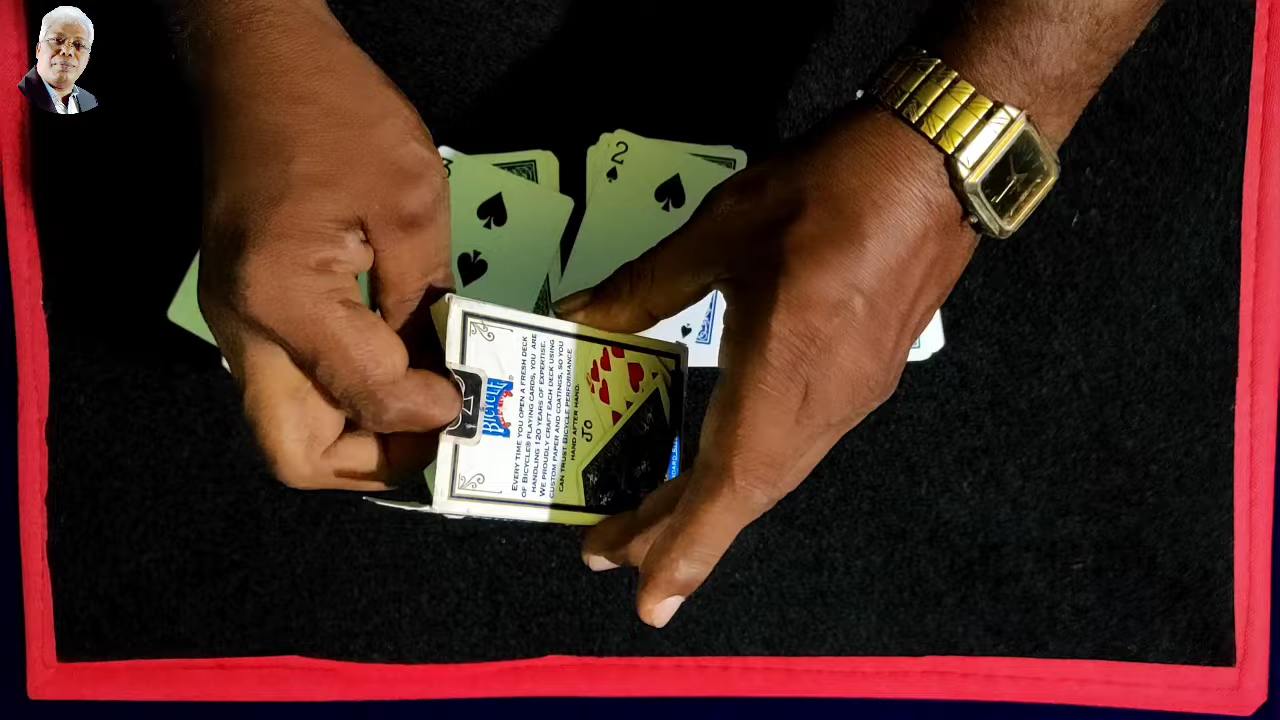 3
2
BICYCLE
EVERY TIME YOU OPEN A FRESH DECK
OF BICYCLE® PLAYING CARDS, YOU ARE
HANDLING 120 YEARS OF EXPERTISE.
WE PROUDLY CRAFT EACH DECK USING
CUSTOM PAPER AND COATINGS, SO YOU
CAN TRUST BICYCLE PERFORMANCE
HAND AFTER HAND.
JO